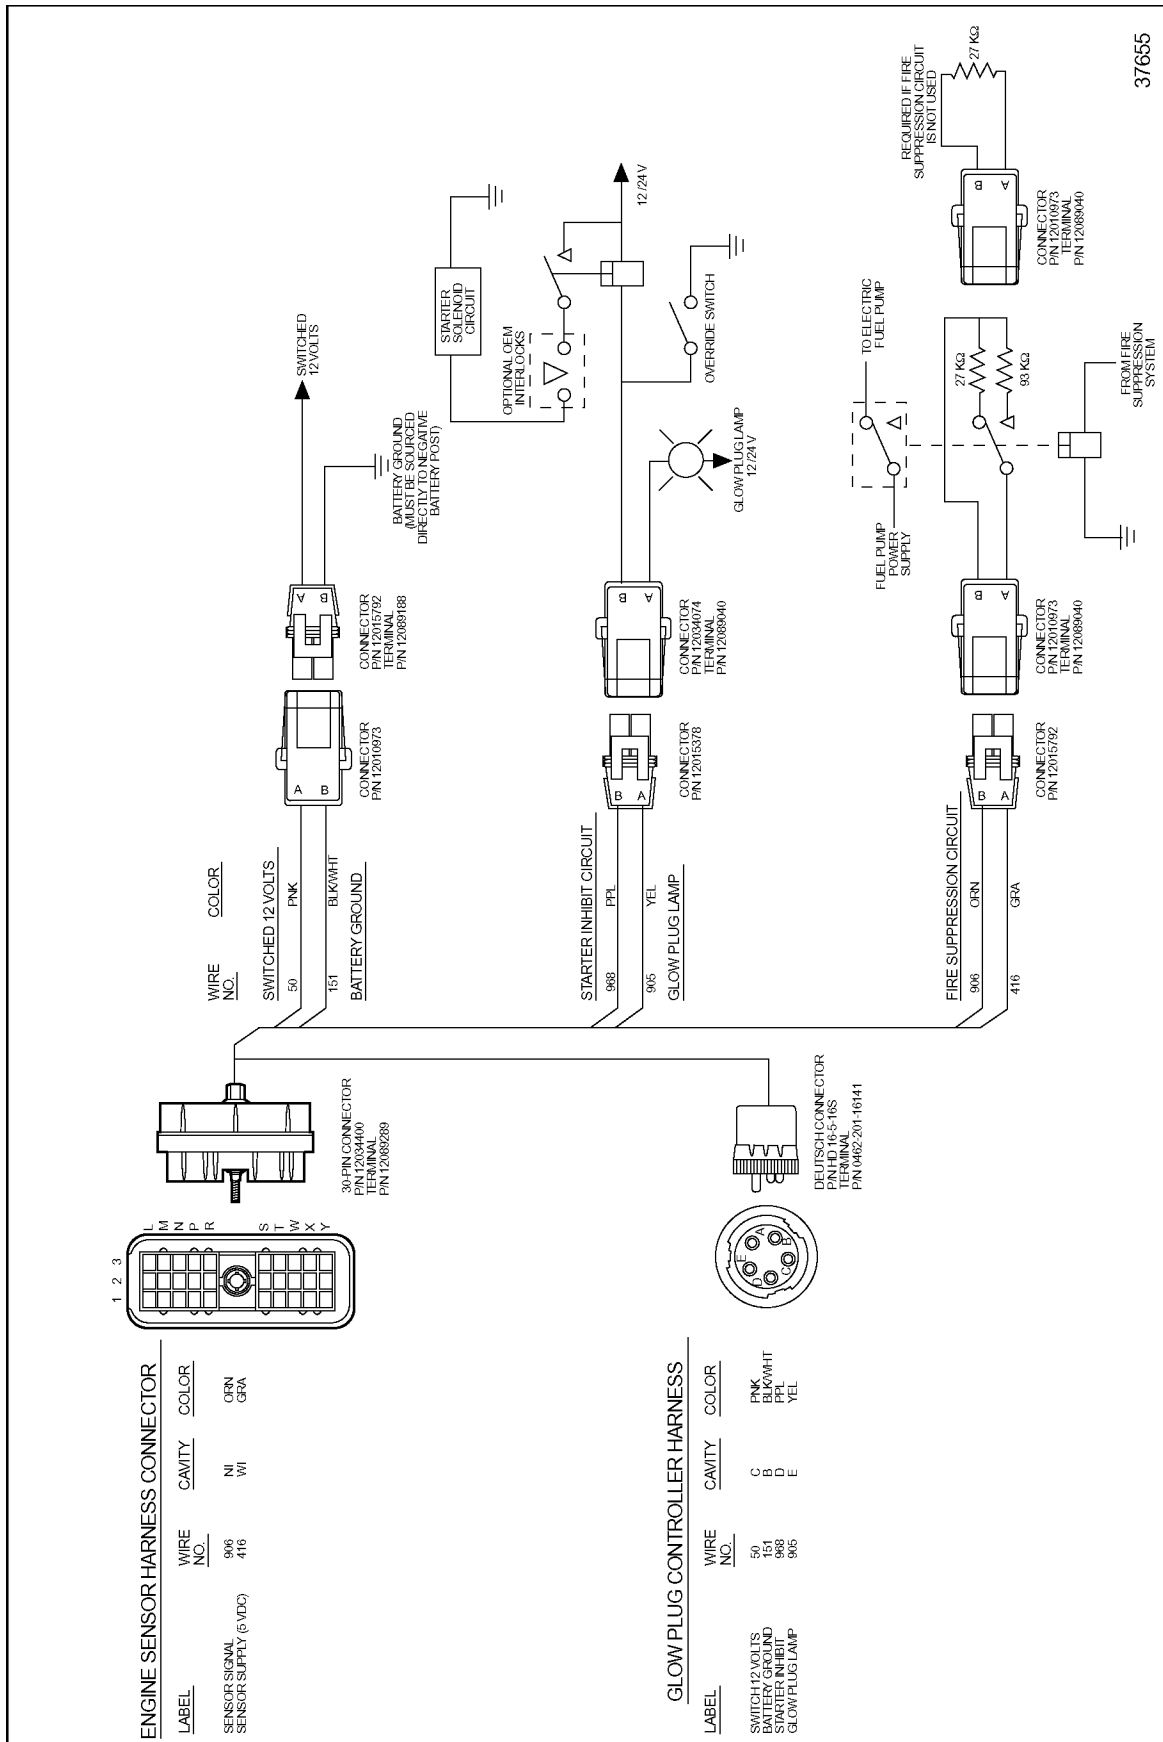 ENGINE SENSOR HARNESS CONNECTOR
LABEL
WIRE
NO.
CAVITY
COLOR
SENSOR SIGNAL 906 NI ORN
SENSOR SUPPLY (5 VDC) 416 WI GRA
1 2 3
L
M
N
P
R
S
T
W
X
Y
30-PIN CONNECTOR
P/N 12034400
TERMINAL
P/N 12089289
GLOW PLUG CONTROLLER HARNESS
LABEL
WIRE
NO.
CAVITY
COLOR
SWITCH 12 VOLTS 50 C PNK
BATTERY GROUND 151 B BLK/WHT
STARTER INHIBIT 968 D PPL
GLOW PLUG LAMP 905 E YEL
A
B
C
D
E
DEUTSCH CONNECTOR
P/N HD 16-5-16S
TERMINAL
P/N 0462-201-16141
WIRE
NO.
COLOR
SWITCHED 12 VOLTS
50 PNK
151 BLK/WHT
BATTERY GROUND
A
B
CONNECTOR
P/N 12010973
A
B
CONNECTOR
P/N 12015792
TERMINAL
P/N 12089188
SWITCHED
12 VOLTS
BATTERY GROUND
(MUST BE SOURCED
DIRECTLY TO NEGATIVE
BATTERY POST)
STARTER INHIBIT CIRCUIT
968 PPL
905 YEL
GLOW PLUG LAMP
B
A
CONNECTOR
P/N 12015378
B
A
CONNECTOR
P/N 12034074
TERMINAL
P/N 12089040
STARTER
SOLENOID
CIRCUIT
OPTIONAL OEM
INTERLOCKS
12 /24 V
OVERRIDE SWITCH
GLOW PLUG LAMP
12 /24 V
FIRE SUPPRESSION CIRCUIT
906 ORN
416 GRA
B
A
CONNECTOR
P/N 12015792
B
A
CONNECTOR
P/N 12010973
TERMINAL
P/N 12089040
FUEL PUMP
POWER
SUPPLY
TO ELECTRIC
FUEL PUMP
27 KΩ
93 KΩ
FROM FIRE
SUPPRESSION
SYSTEM
B
A
CONNECTOR
P/N 12010973
TERMINAL
P/N 12089040
REQUIRED IF FIRE
SUPPRESSION CIRCUIT
IS NOT USED
27 KΩ
37655